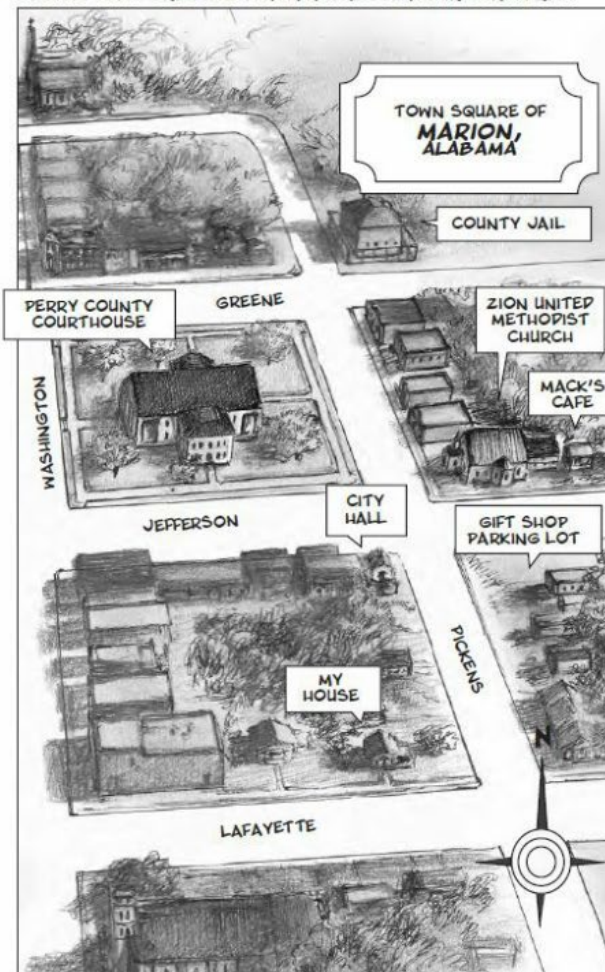 TOWN SQUARE OF
MARION,
ALABAMA
COUNTY JAIL
GREENE
PERRY COUNTY
COURTHOUSE
ZION UNITED
METHODIST
CHURCH
MACK'S
CAFE
WASHINGTON
JEFFERSON
CITY
HALL
GIFT SHOP
PARKING LOT
PICKENS
MY
HOUSE
N
LAFAYETTE